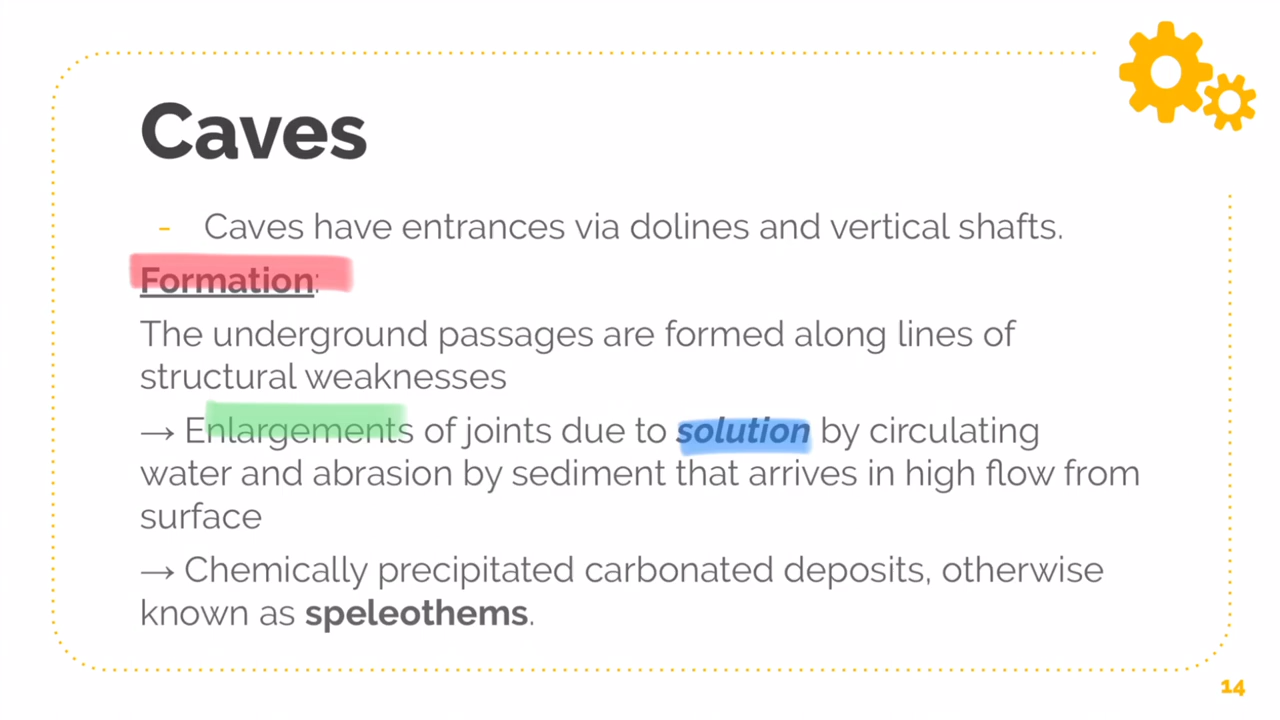 Caves
- Caves have entrances via dolines and vertical shafts.
Formation:
The underground passages are formed along lines of
structural weaknesses
→ Enlargements of joints due to solution by circulating
water and abrasion by sediment that arrives in high flow from
surface
→ Chemically precipitated carbonated deposits, otherwise
known as speleothems.
14